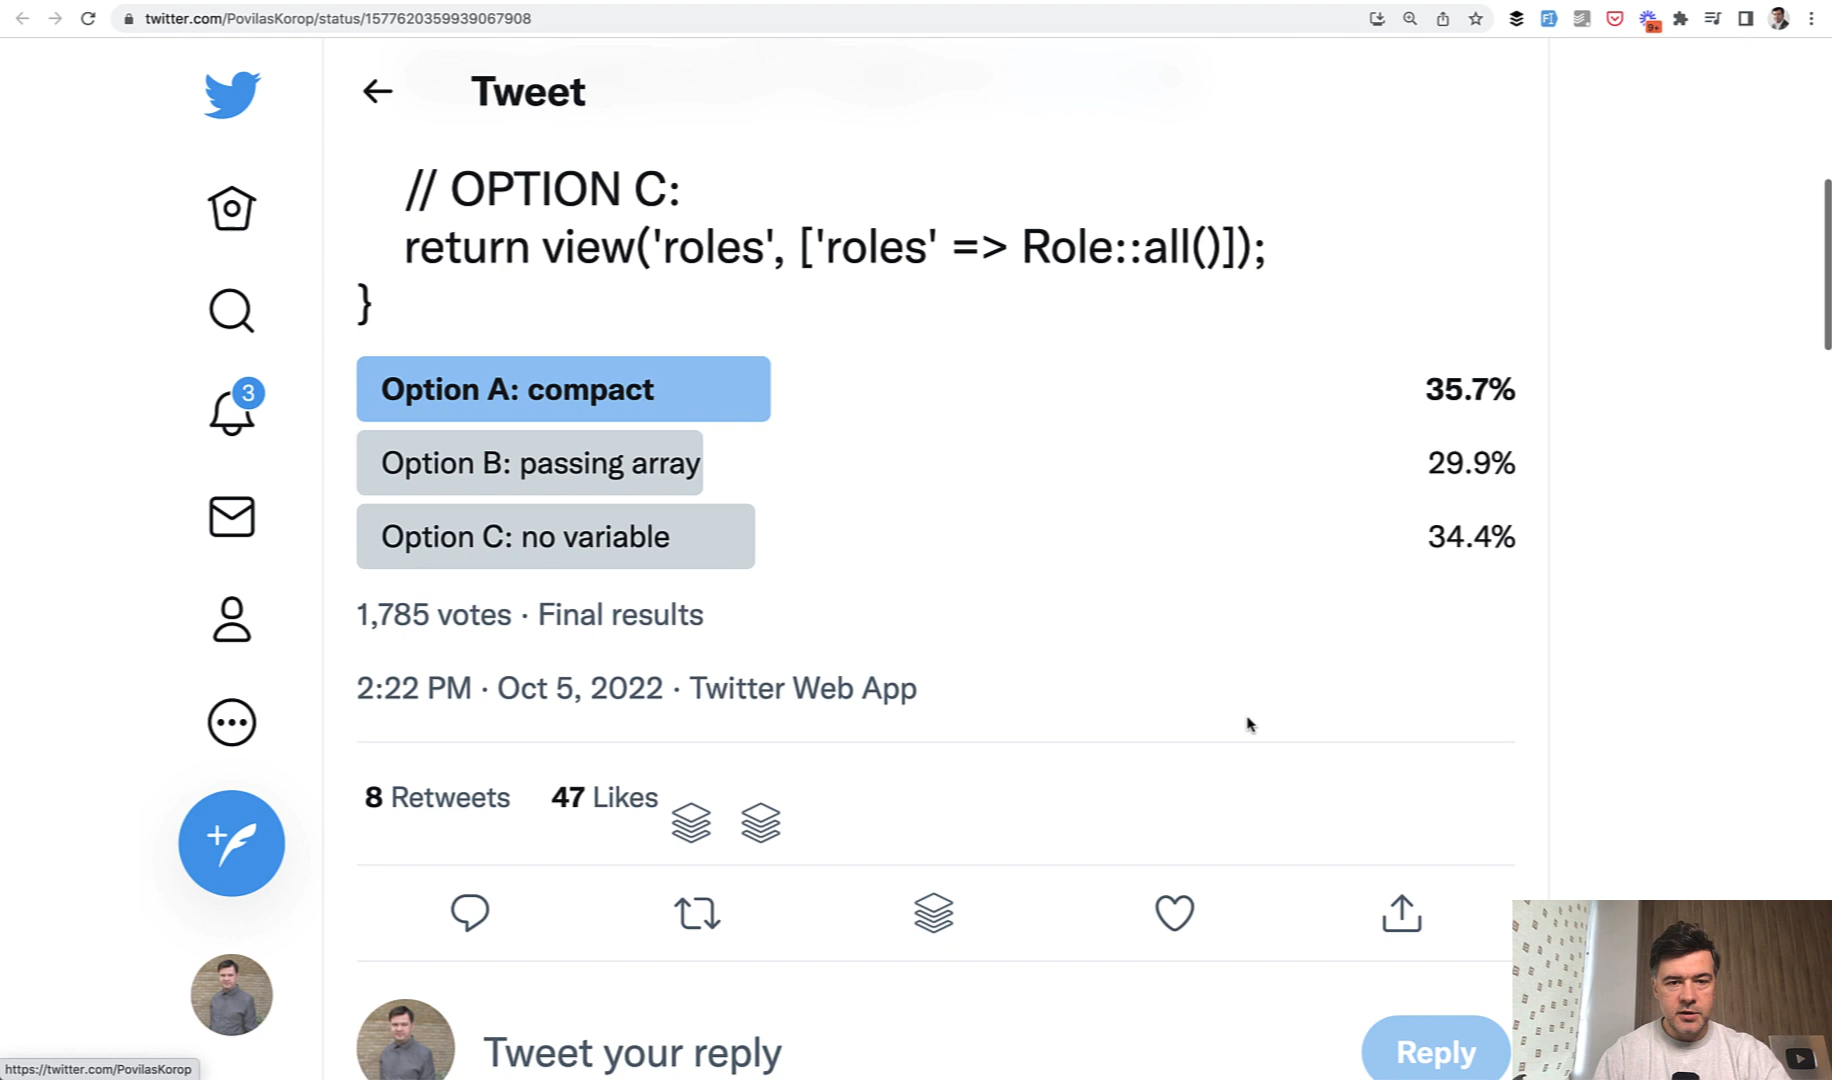 twitter.com/PovilasKorop/status/1577620359939067908
9+
Tweet
// OPTION C:
return view('roles', ['roles' => Role::all()]);
}
3
Option A: compact 35.7%
Option B: passing array 29.9%
Option C: no variable 34.4%
1,785 votes · Final results
2:22 PM · Oct 5, 2022 · Twitter Web App
8 Retweets 47 Likes
Tweet your reply
Reply
https://twitter.com/PovilasKorop